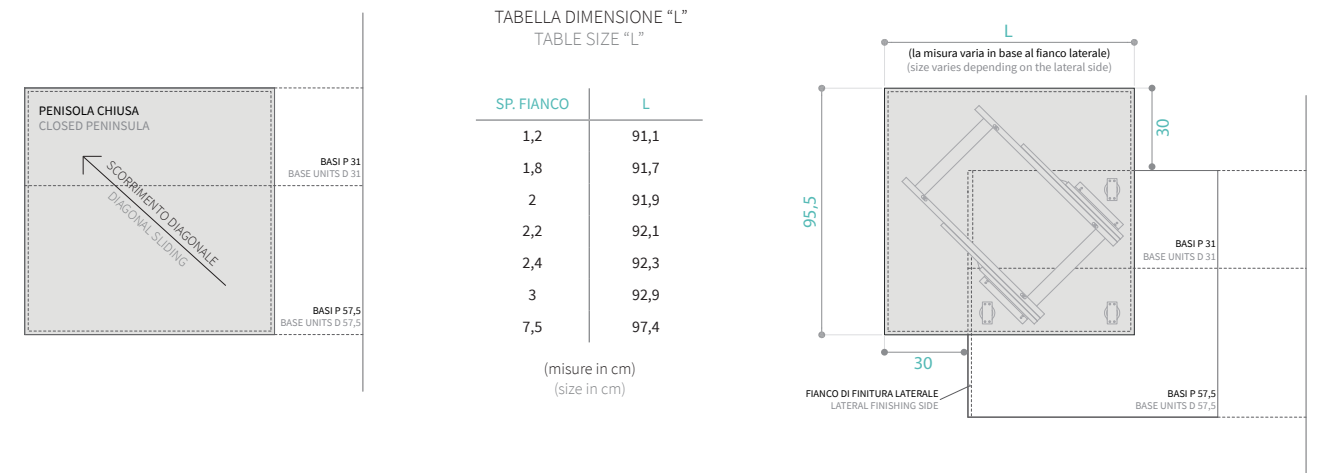 PENISOLA CHIUSA
CLOSED PENINSULA
SCORRIMENTO DIAGONALE
DIAGONAL SLIDING
BASI P 31
BASE UNITS D 31
BASI P 57,5
BASE UNITS D 57,5
TABELLA DIMENSIONE “L”
TABLE SIZE “L”
SP. FIANCO L
1,2 91,1
1,8 91,7
2 91,9
2,2 92,1
2,4 92,3
3 92,9
7,5 97,4
(misure in cm)
(size in cm)
L
(la misura varia in base al fianco laterale)
(size varies depending on the lateral side)
30
95,5
BASI P 31
BASE UNITS D 31
30
FIANCO DI FINITURA LATERALE
LATERAL FINISHING SIDE
BASI P 57,5
BASE UNITS D 57,5